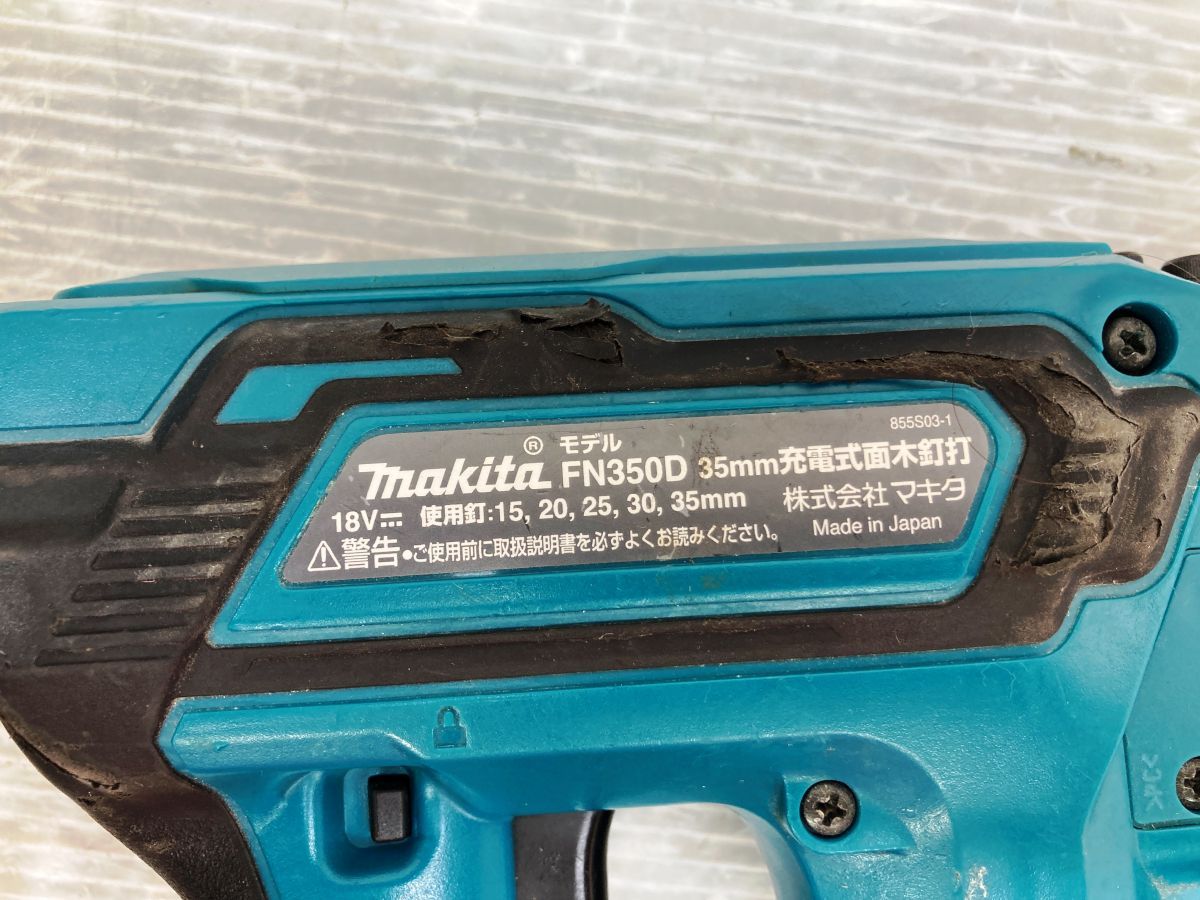 855S03-1
makita® モデル FN350D 35mm充電式面木釘打
18V⎓ 使用釘:15, 20, 25, 30, 35mm 株式会社マキタ
⚠警告•ご使用前に取扱説明書を必ずよくお読みください。 Made in Japan